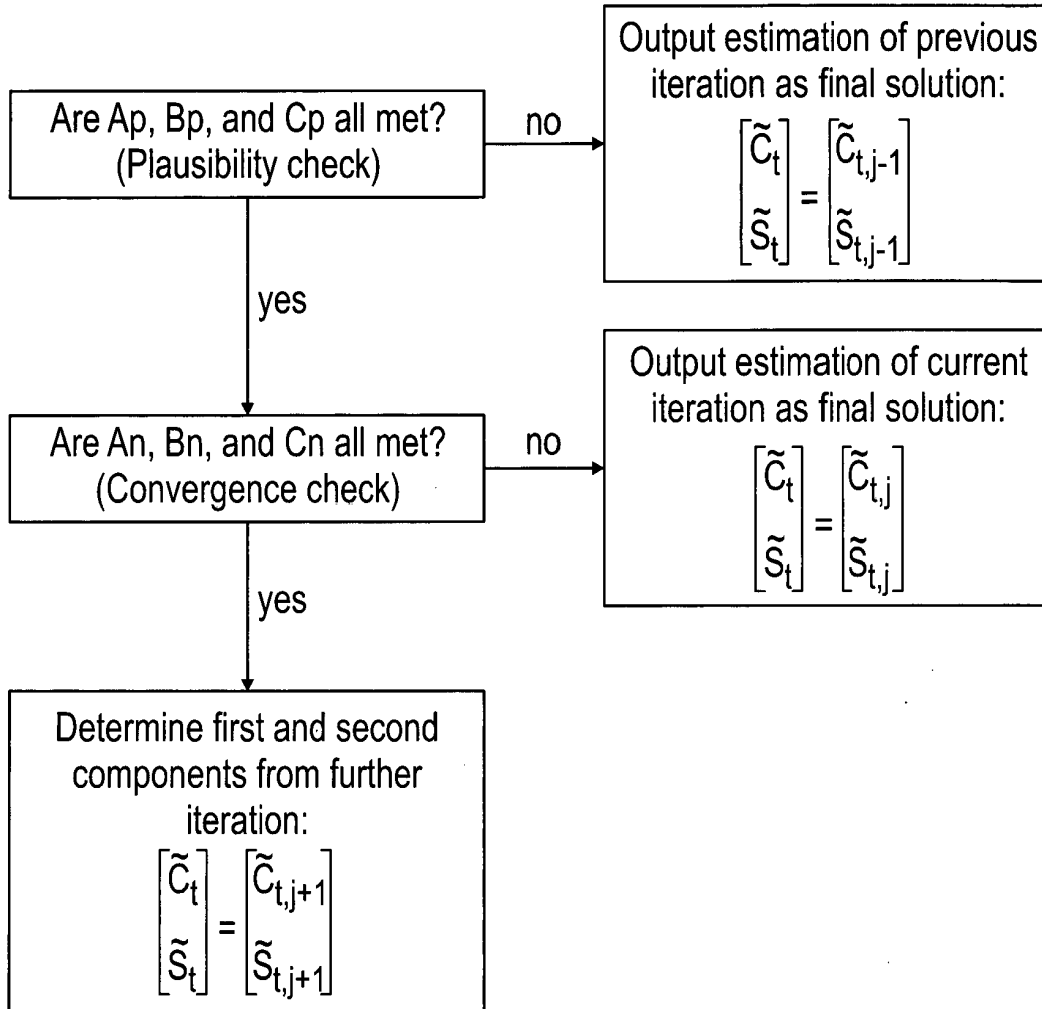 Are Ap, Bp, and Cp all met?
(Plausibility check)
no
Output estimation of previous
iteration as final solution:
[C̃t] = [C̃t,j-1]
[S̃t] = [S̃t,j-1]
yes
Are An, Bn, and Cn all met?
(Convergence check)
no
Output estimation of current
iteration as final solution:
[C̃t] = [C̃t,j]
[S̃t] = [S̃t,j]
yes
Determine first and second
components from further
iteration:
[C̃t] = [C̃t,j+1]
[S̃t] = [S̃t,j+1]